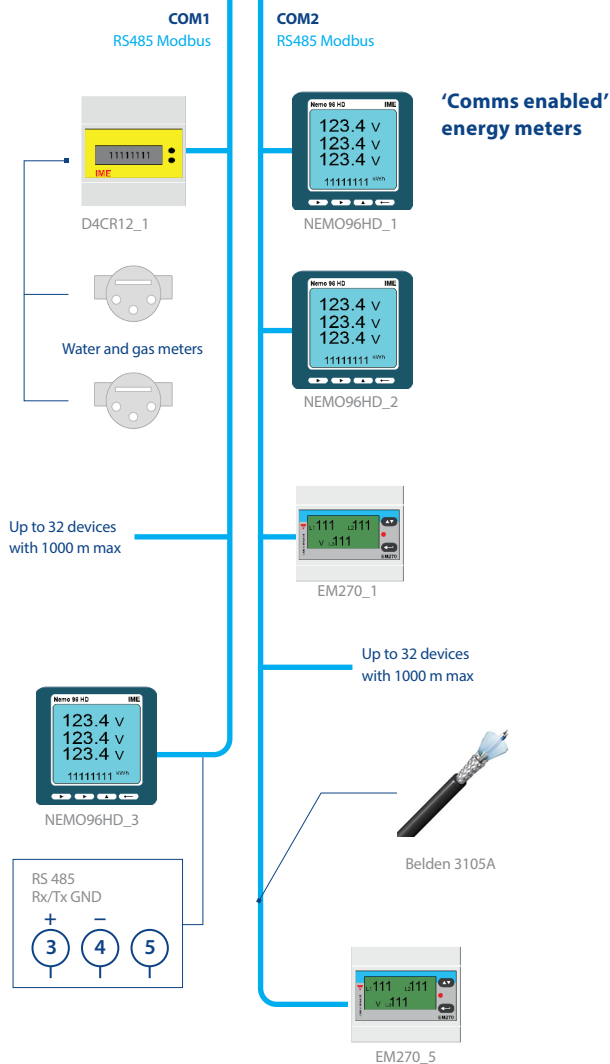 COM1
RS485 Modbus
COM2
RS485 Modbus
'Comms enabled'
energy meters
11111111
IME
D4CR12_1
Nemo 96 HD IME
123.4 V
123.4 V
123.4 V
11111111 kWh
NEMO96HD_1
Water and gas meters
Nemo 96 HD IME
123.4 V
123.4 V
123.4 V
11111111 kWh
NEMO96HD_2
Up to 32 devices
with 1000 m max
L1 111 L2 111
V L3 111
EM270
EM270_1
Up to 32 devices
with 1000 m max
Nemo 96 HD IME
123.4 V
123.4 V
123.4 V
11111111 kWh
NEMO96HD_3
Belden 3105A
RS 485
Rx/Tx GND
+ –
3 4 5
L1 111 L2 111
V L3 111
EM270
EM270_5